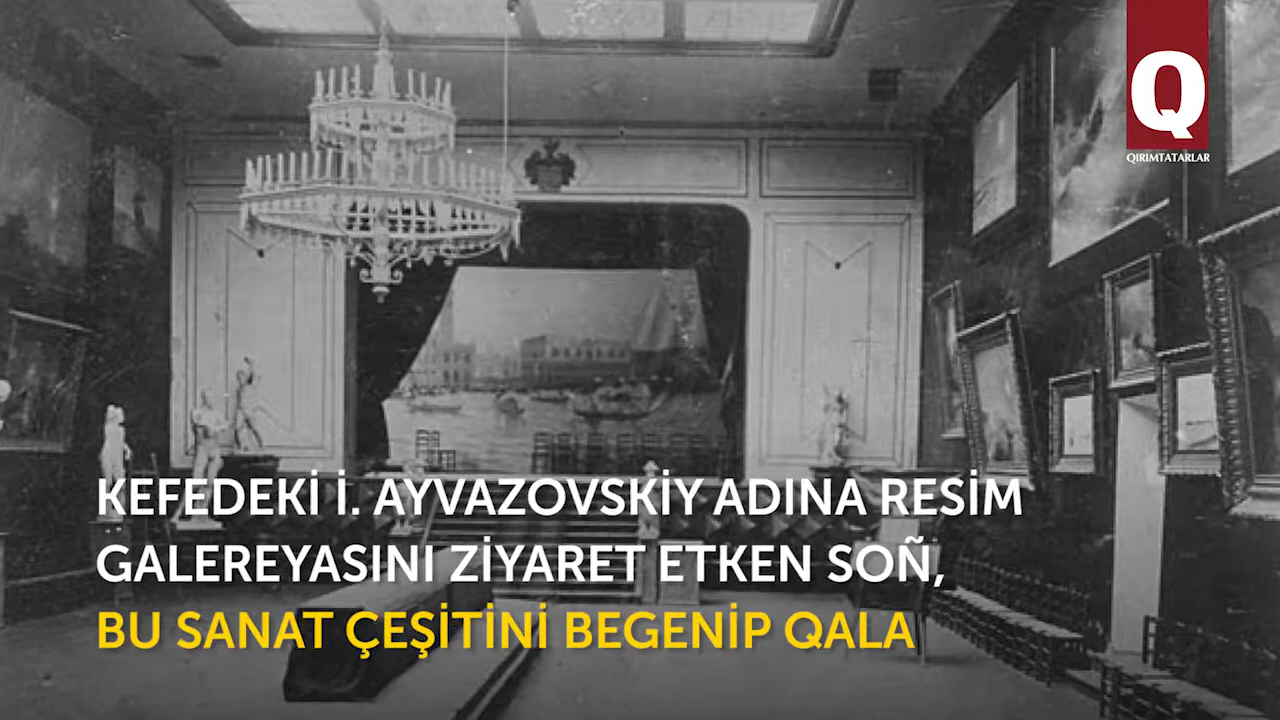 Q
QIRIMTATARLAR
KEFEDEKİ İ. AYVAZOVSKİY ADINA RESİM
GALEREYASINI ZİYARET ETKEN SOÑ,
BU SANAT ÇEŞİTİNİ BEGENİP QALA